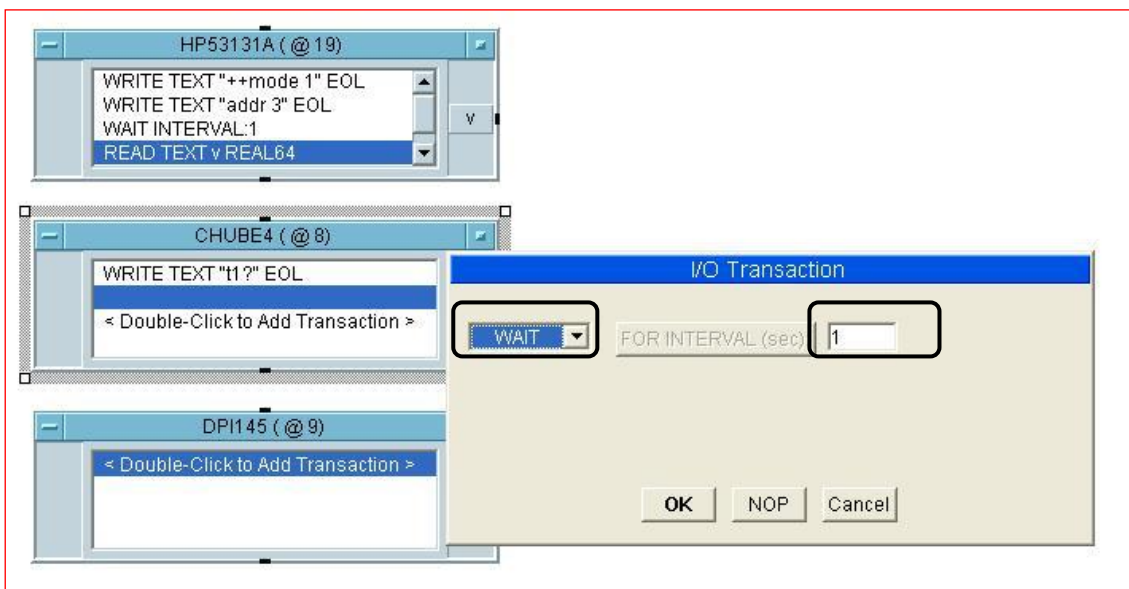 HP53131A ( @ 19)
WRITE TEXT "++mode 1" EOL
WRITE TEXT "addr 3" EOL
WAIT INTERVAL:1
READ TEXT v REAL64
v
CHUBE4 ( @ 8)
WRITE TEXT "t1?" EOL
< Double-Click to Add Transaction >
I/O Transaction
WAIT
FOR INTERVAL (sec)
1
OK
NOP
Cancel
DPI145 ( @ 9)
< Double-Click to Add Transaction >